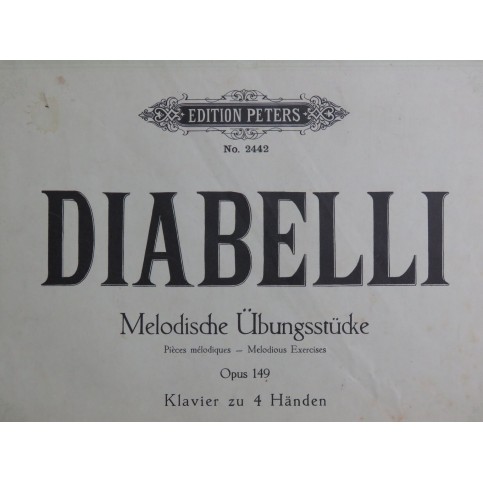 EDITION PETERS
No. 2442
DIABELLI
Melodische Übungsstücke
Pièces mélodiques — Melodious Exercises
Opus 149
Klavier zu 4 Händen